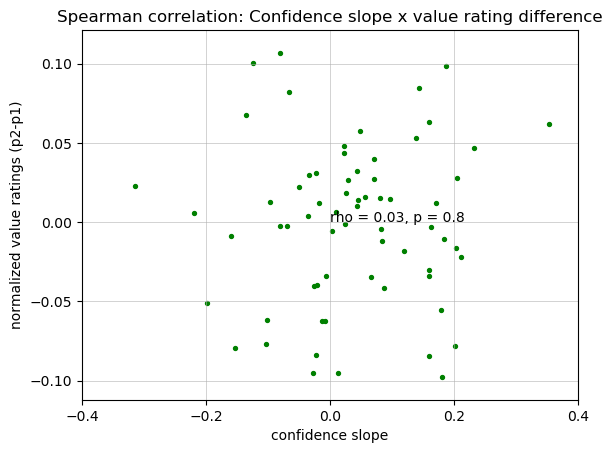 Spearman correlation: Confidence slope x value rating difference
normalized value ratings (p2-p1)
0.10
0.05
0.00
−0.05
−0.10
rho = 0.03, p = 0.8
−0.4
−0.2
0.0
0.2
0.4
confidence slope